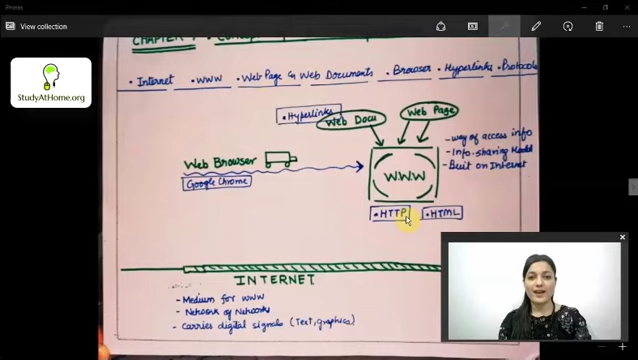 Photos
View collection
CHAPTER
StudyAtHome.org
• Internet • WWW • Web Page • Web Documents • Browser • Hyperlinks • Protocols
• Hyperlinks
Web Docu
Web Page
- way of access info
- Info-Sharing Model
- Built on Internet
Web Browser
Google Chrome
WWW
• HTTP
• HTML
INTERNET
- Medium for WWW
- Network of Networks
- Carries digital signals (Text, graphics)